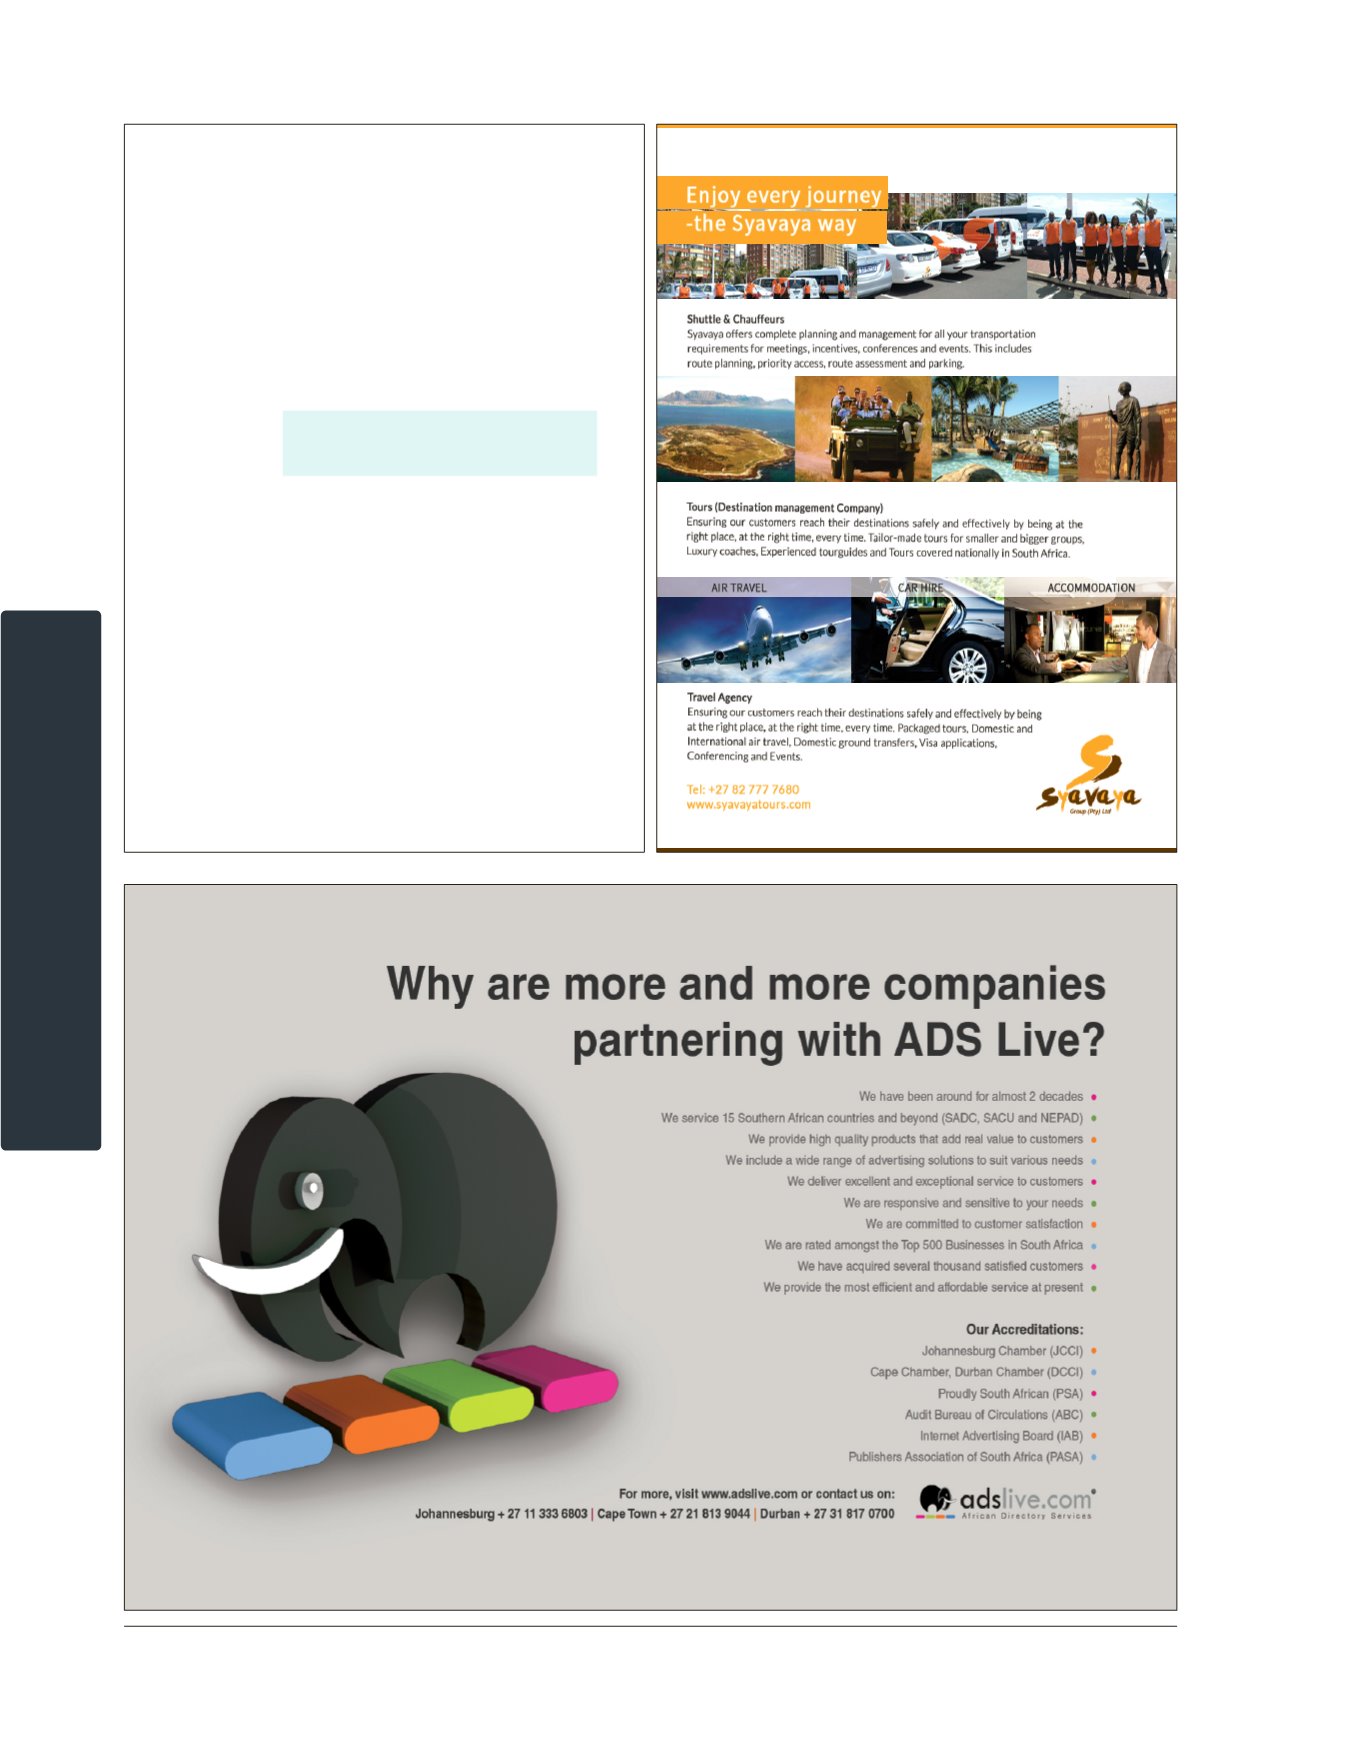 Enjoy every journey
-the Syavaya way
Shuttle & Chauffeurs
Syavaya offers complete planning and management for all your transportation
requirements for meetings, incentives, conferences and events. This includes
route planning, priority access, route assessment and parking.
Tours (Destination management Company)
Ensuring our customers reach their destinations safely and effectively by being at the
right place, at the right time, every time. Tailor-made tours for smaller and bigger groups,
Luxury coaches, Experienced tourguides and Tours covered nationally in South Africa.
AIR TRAVEL
CAR HIRE
ACCOMMODATION
Travel Agency
Ensuring our customers reach their destinations safely and effectively by being
at the right place, at the right time, every time. Packaged tours, Domestic and
International air travel, Domestic ground transfers, Visa applications,
Conferencing and Events.
Tel: +27 82 777 7680
www.syavayatours.com
Syavaya
Group (Pty) Ltd
Why are more and more companies
partnering with ADS Live?
We have been around for almost 2 decades •
We service 15 Southern African countries and beyond (SADC, SACU and NEPAD) •
We provide high quality products that add real value to customers •
We include a wide range of advertising solutions to suit various needs •
We deliver excellent and exceptional service to customers •
We are responsive and sensitive to your needs •
We are committed to customer satisfaction •
We are rated amongst the Top 500 Businesses in South Africa •
We have acquired several thousand satisfied customers •
We provide the most efficient and affordable service at present •
Our Accreditations:
Johannesburg Chamber (JCCI) •
Cape Chamber, Durban Chamber (DCCI) •
Proudly South African (PSA) •
Audit Bureau of Circulations (ABC) •
Internet Advertising Board (IAB) •
Publishers Association of South Africa (PASA) •
For more, visit www.adslive.com or contact us on:
Johannesburg + 27 11 333 6803 | Cape Town + 27 21 813 9044 | Durban + 27 31 817 0700
adslive.com
African Directory Services